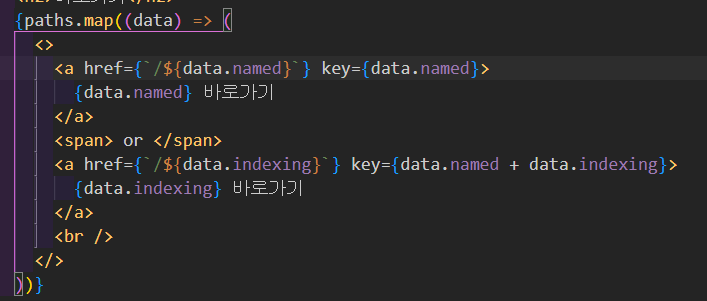 {paths.map((data) => (
<>
<a href={`/${data.named}`} key={data.named}>
{data.named} 바로가기
</a>
<span> or </span>
<a href={`/${data.indexing}`} key={data.named + data.indexing}>
{data.indexing} 바로가기
</a>
<br />
</>
))}